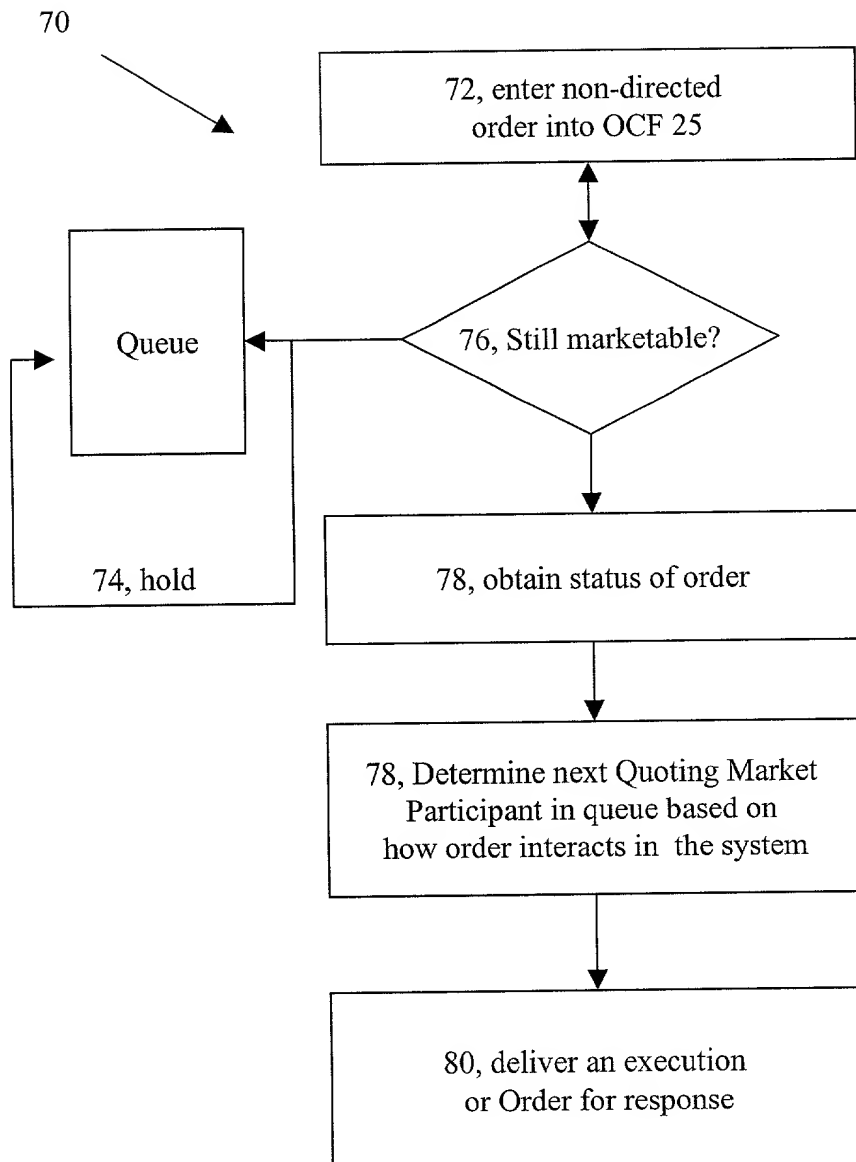 70
72, enter non-directed
order into OCF 25
Queue
76, Still marketable?
74, hold
78, obtain status of order
78, Determine next Quoting Market
Participant in queue based on
how order interacts in the system
80, deliver an execution
or Order for response